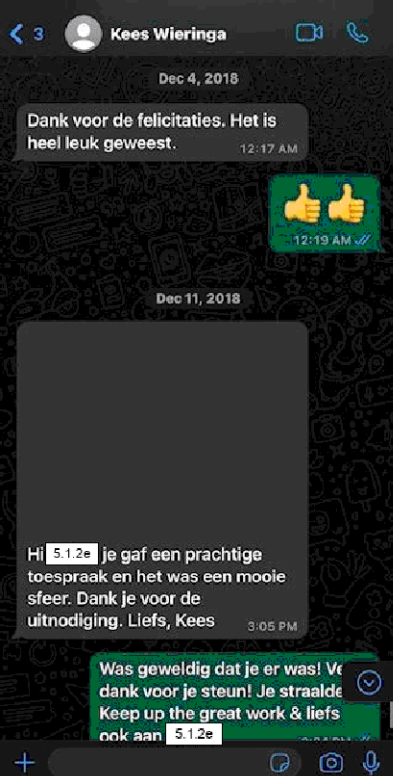 3 Kees Wieringa
Dec 4, 2018
Dank voor de felicitaties. Het is
heel leuk geweest.
12:17 AM
👍👍
12:19 AM
Dec 11, 2018
Hi 5.1.2e je gaf een prachtige
toespraak en het was een mooie
sfeer. Dank je voor de
uitnodiging. Liefs, Kees
3:05 PM
Was geweldig dat je er was!
dank voor je steun! Je straalde
Keep up the great work & liefs
ook aan 5.1.2e